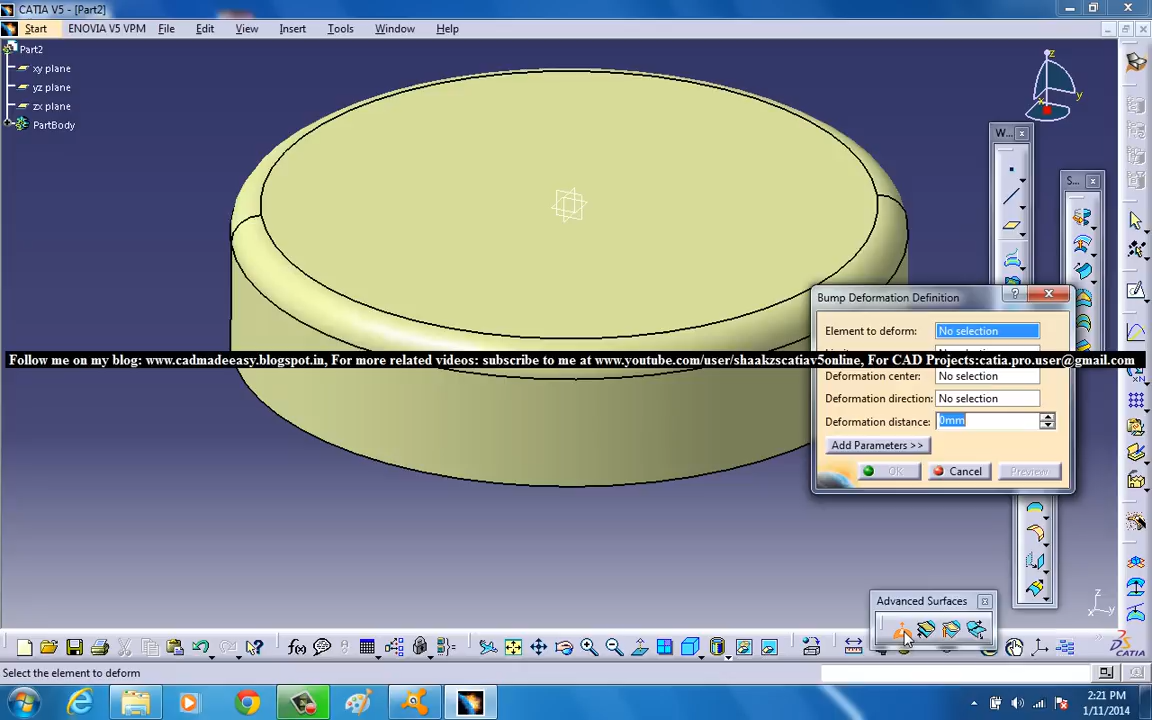 CATIA V5 - [Part2]
Start ENOVIA V5 VPM File Edit View Insert Tools Window Help
Part2
xy plane
yz plane
zx plane
PartBody
z
y
x
W...
S...
Bump Deformation Definition
Element to deform: No selection
Follow me on my blog: www.cadmadeeasy.blogspot.in, For more related videos: subscribe to me at www.youtube.com/user/shaakzscatiav5online, For CAD Projects:catia.pro.user@gmail.com
Deformation center: No selection
Deformation direction: No selection
Deformation distance: 0mm
Add Parameters >>
OK Cancel Preview
Advanced Surfaces
z
x y
f(x)
CATIA
Select the element to deform
2:21 PM
1/11/2014